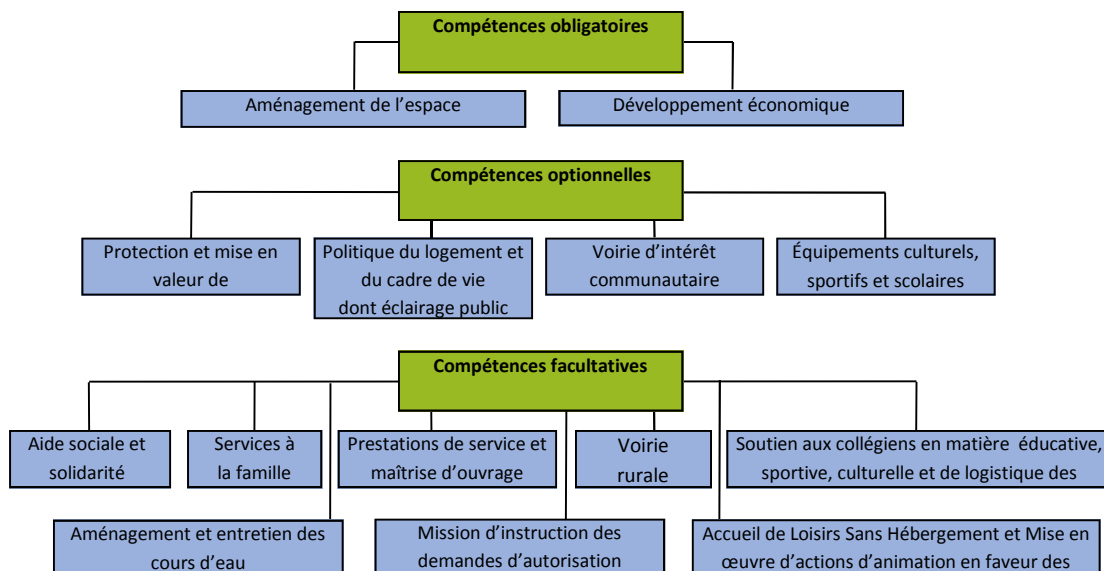 Compétences obligatoires
Aménagement de l'espace
Développement économique
Compétences optionnelles
Protection et mise en
valeur de
Politique du logement et
du cadre de vie
dont éclairage public
Voirie d'intérêt
communautaire
Équipements culturels,
sportifs et scolaires
Compétences facultatives
Aide sociale et
solidarité
Services à
la famille
Prestations de service et
maîtrise d'ouvrage
Voirie
rurale
Soutien aux collégiens en matière éducative,
sportive, culturelle et de logistique des
Aménagement et entretien des
cours d'eau
Mission d'instruction des
demandes d'autorisation
Accueil de Loisirs Sans Hébergement et Mise en
œuvre d'actions d'animation en faveur des